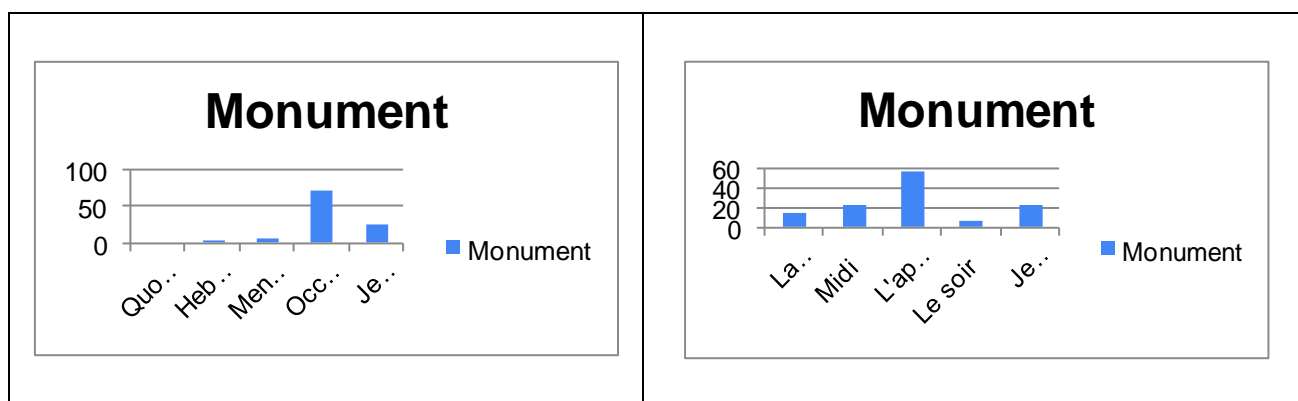 Monument
100
50
0
Quo..
Heb..
Men..
Occ..
Je..
Monument
Monument
60
40
20
0
La..
Midi
L'ap..
Le soir
Je..
Monument